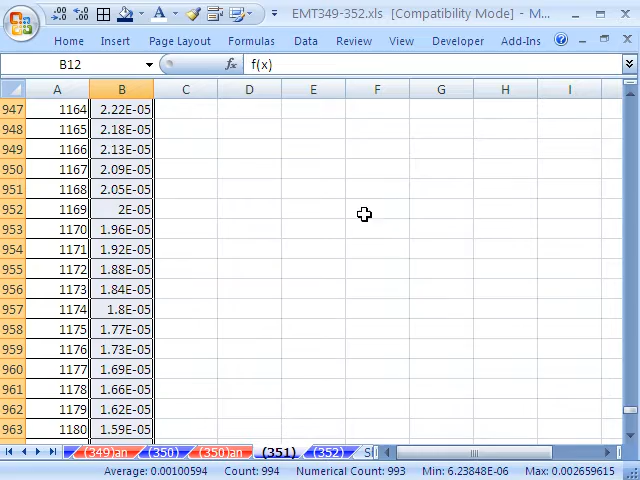 EMT349-352.xls [Compatibility Mode] - M...
Home Insert Page Layout Formulas Data Review View Developer Add-Ins
B12 fx f(x)
A B C D E F G H I
947 1164 2.22E-05
948 1165 2.18E-05
949 1166 2.13E-05
950 1167 2.09E-05
951 1168 2.05E-05
952 1169 2E-05
953 1170 1.96E-05
954 1171 1.92E-05
955 1172 1.88E-05
956 1173 1.84E-05
957 1174 1.8E-05
958 1175 1.77E-05
959 1176 1.73E-05
960 1177 1.69E-05
961 1178 1.66E-05
962 1179 1.62E-05
963 1180 1.59E-05
(349)an (350) (350)an (351) (352) S
Average: 0.00100594 Count: 994 Numerical Count: 993 Min: 6.23848E-06 Max: 0.002659615